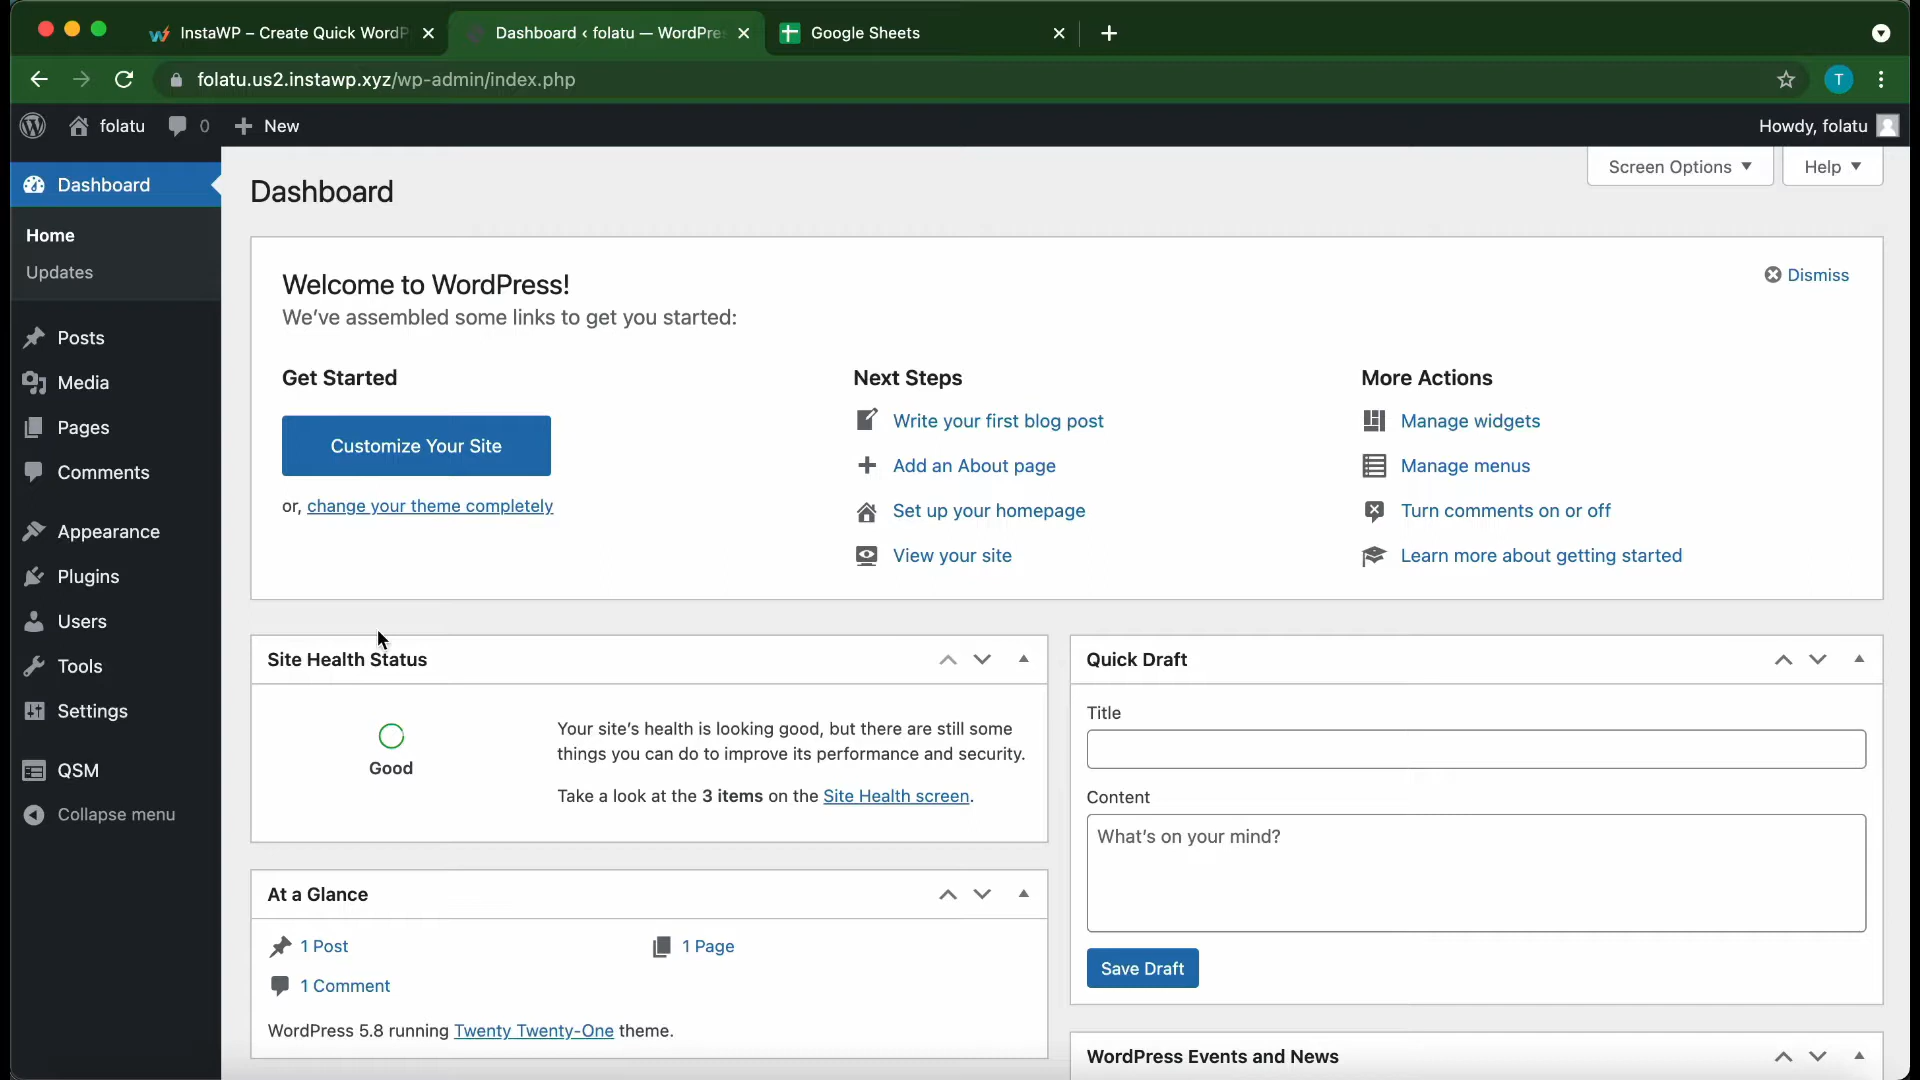 InstaWP – Create Quick WordP
Dashboard ‹ folatu — WordPre
Google Sheets
folatu.us2.instawp.xyz/wp-admin/index.php
T
folatu
0
New
Howdy, folatu
Dashboard
Home
Updates
Posts
Media
Pages
Comments
Appearance
Plugins
Users
Tools
Settings
QSM
Collapse menu
Dashboard
Screen Options
Help
Welcome to WordPress!
We've assembled some links to get you started:
Dismiss
Get Started
Customize Your Site
or, change your theme completely
Next Steps
Write your first blog post
Add an About page
Set up your homepage
View your site
More Actions
Manage widgets
Manage menus
Turn comments on or off
Learn more about getting started
Site Health Status
Good
Your site's health is looking good, but there are still some
things you can do to improve its performance and security.
Take a look at the 3 items on the Site Health screen.
At a Glance
1 Post
1 Page
1 Comment
WordPress 5.8 running Twenty Twenty-One theme.
Quick Draft
Title
Content
What's on your mind?
Save Draft
WordPress Events and News